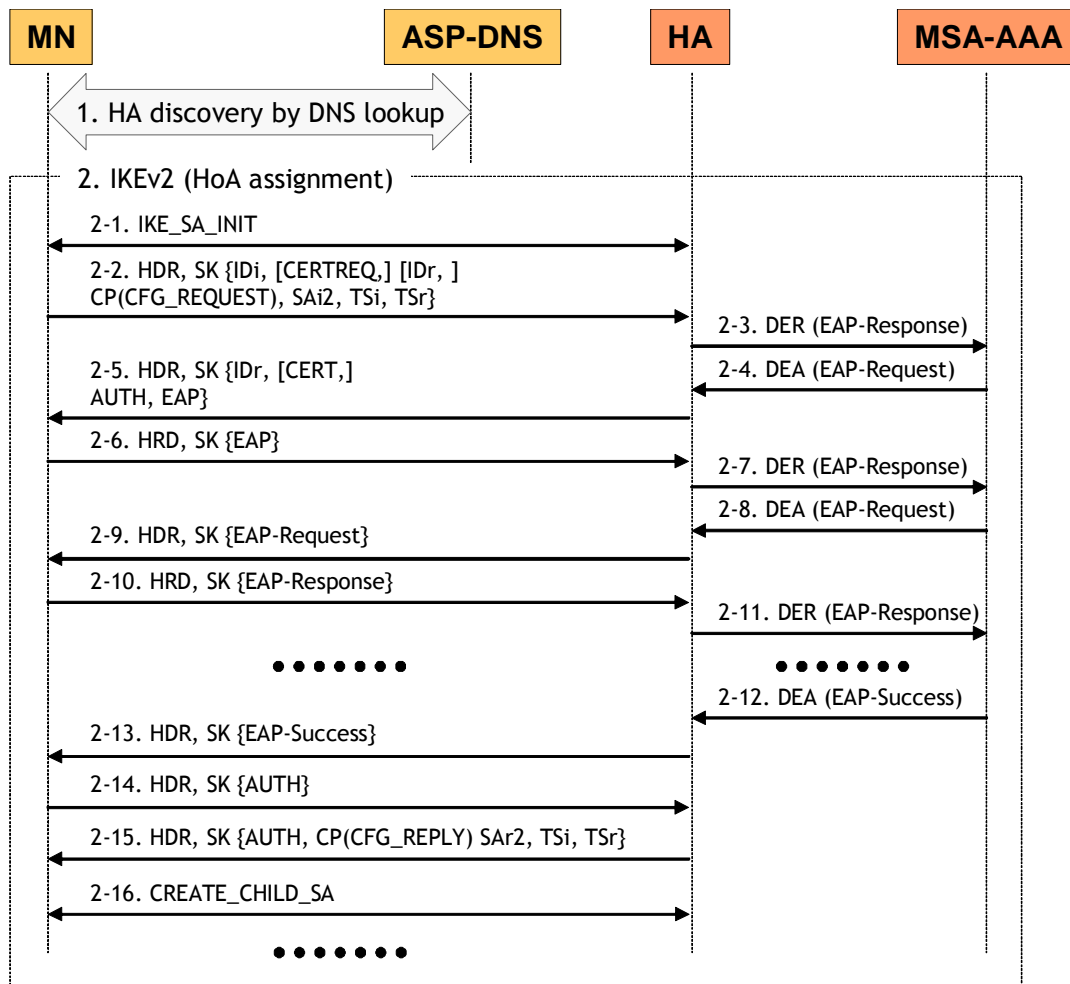 MN
ASP-DNS
HA
MSA-AAA
1. HA discovery by DNS lookup
2. IKEv2 (HoA assignment)
2-1. IKE_SA_INIT
2-2. HDR, SK {IDi, [CERTREQ,] [IDr, ]
CP(CFG_REQUEST), SAi2, TSi, TSr}
2-3. DER (EAP-Response)
2-4. DEA (EAP-Request)
2-5. HDR, SK {IDr, [CERT,]
AUTH, EAP}
2-6. HRD, SK {EAP}
2-7. DER (EAP-Response)
2-8. DEA (EAP-Request)
2-9. HDR, SK {EAP-Request}
2-10. HRD, SK {EAP-Response}
2-11. DER (EAP-Response)
2-12. DEA (EAP-Success)
2-13. HDR, SK {EAP-Success}
2-14. HDR, SK {AUTH}
2-15. HDR, SK {AUTH, CP(CFG_REPLY) SAr2, TSi, TSr}
2-16. CREATE_CHILD_SA